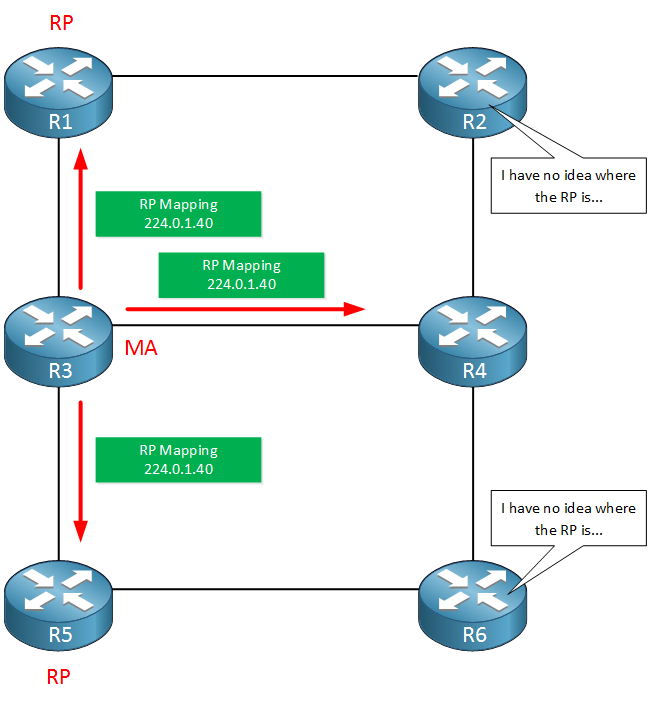 RP
R1
R2
I have no idea where
the RP is...
RP Mapping
224.0.1.40
RP Mapping
224.0.1.40
MA
R3
R4
RP Mapping
224.0.1.40
I have no idea where
the RP is...
R5
R6
RP